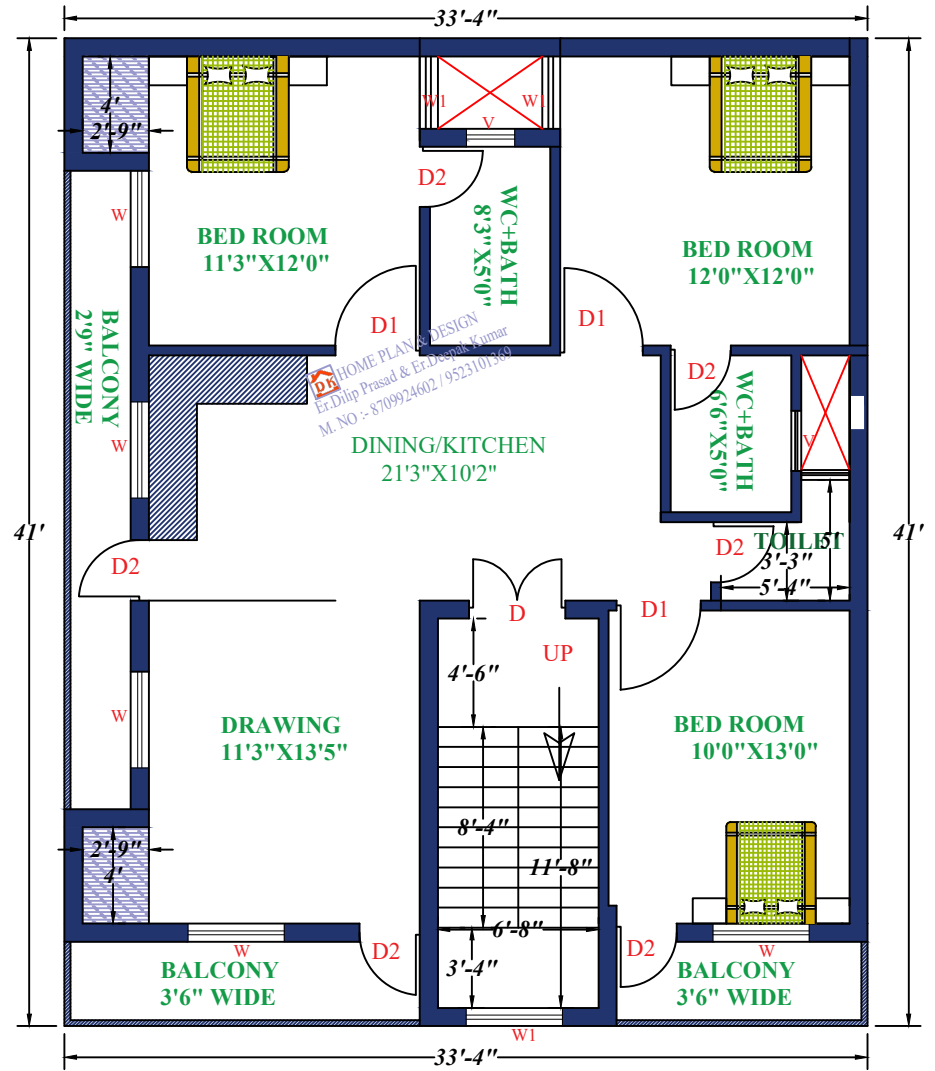 33'-4"
4'
2'-9"
W1
W1
V
D2
W
WC+BATH
8'3"X5'0"
BED ROOM
11'3"X12'0"
BED ROOM
12'0"X12'0"
BALCONY
2'9" WIDE
D1
D1
HOME PLAN & DESIGN
DK
Er.Dilip Prasad & Er.Deepak Kumar
M. NO :- 8709924602 / 9523101369
D2
WC+BATH
6'6"X5'0"
V
W
DINING/KITCHEN
21'3"X10'2"
41'
41'
D2
D2
TOILET
5'
3'-3"
5'-4"
D
D1
UP
4'-6"
W
DRAWING
11'3"X13'5"
BED ROOM
10'0"X13'0"
8'-4"
11'-8"
2'-9"
4'
6'-8"
W
D2
D2
W
BALCONY
3'6" WIDE
3'-4"
BALCONY
3'6" WIDE
W1
33'-4"